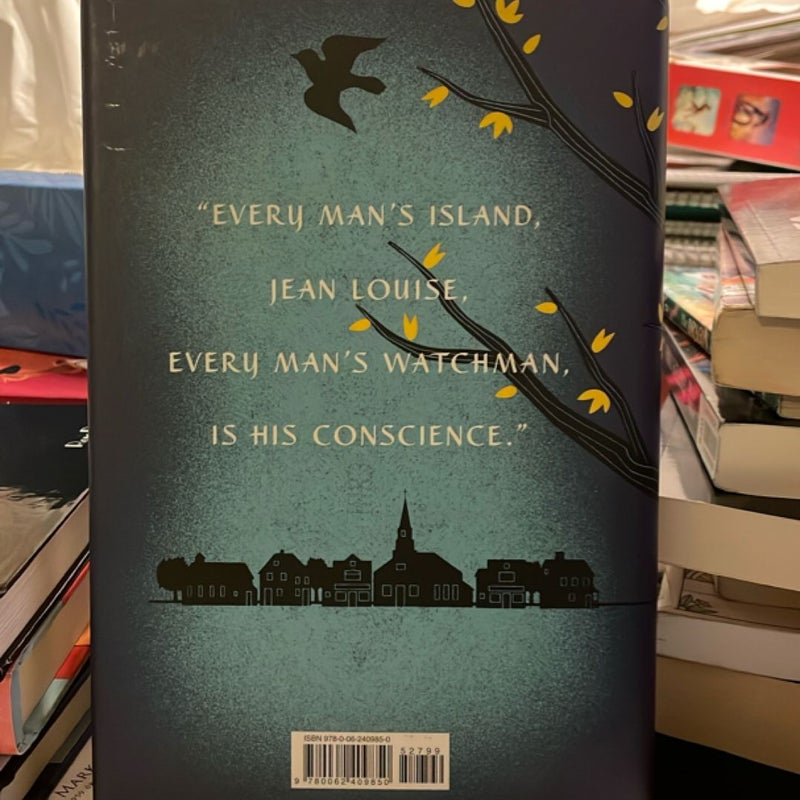 “EVERY MAN’S ISLAND,
JEAN LOUISE,
EVERY MAN’S WATCHMAN,
IS HIS CONSCIENCE.”
ISBN 978-0-06-240985-0
52799
9 780062 409850
MARK